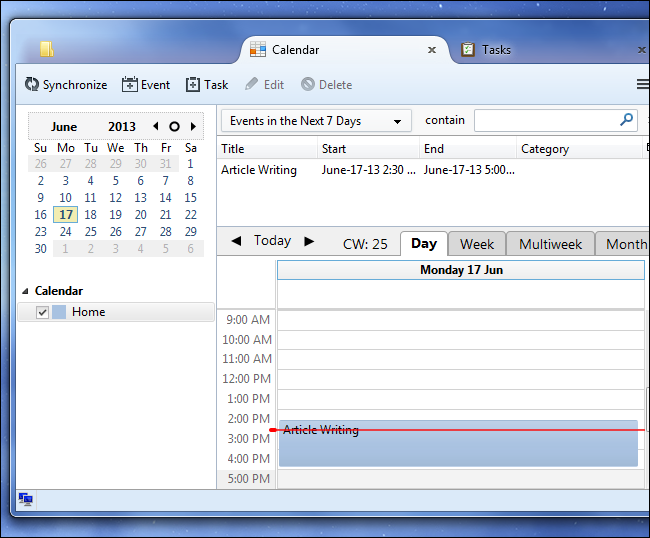 Calendar
Tasks
Synchronize Event Task Edit Delete
June 2013
Su Mo Tu We Th Fr Sa
26 27 28 29 30 31 1
2 3 4 5 6 7 8
9 10 11 12 13 14 15
16 17 18 19 20 21 22
23 24 25 26 27 28 29
30 1 2 3 4 5 6
Calendar
Home
Events in the Next 7 Days contain
Title Start End Category
Article Writing June-17-13 2:30 ... June-17-13 5:00...
Today CW: 25 Day Week Multiweek Month
Monday 17 Jun
9:00 AM
10:00 AM
11:00 AM
12:00 PM
1:00 PM
2:00 PM
Article Writing
3:00 PM
4:00 PM
5:00 PM